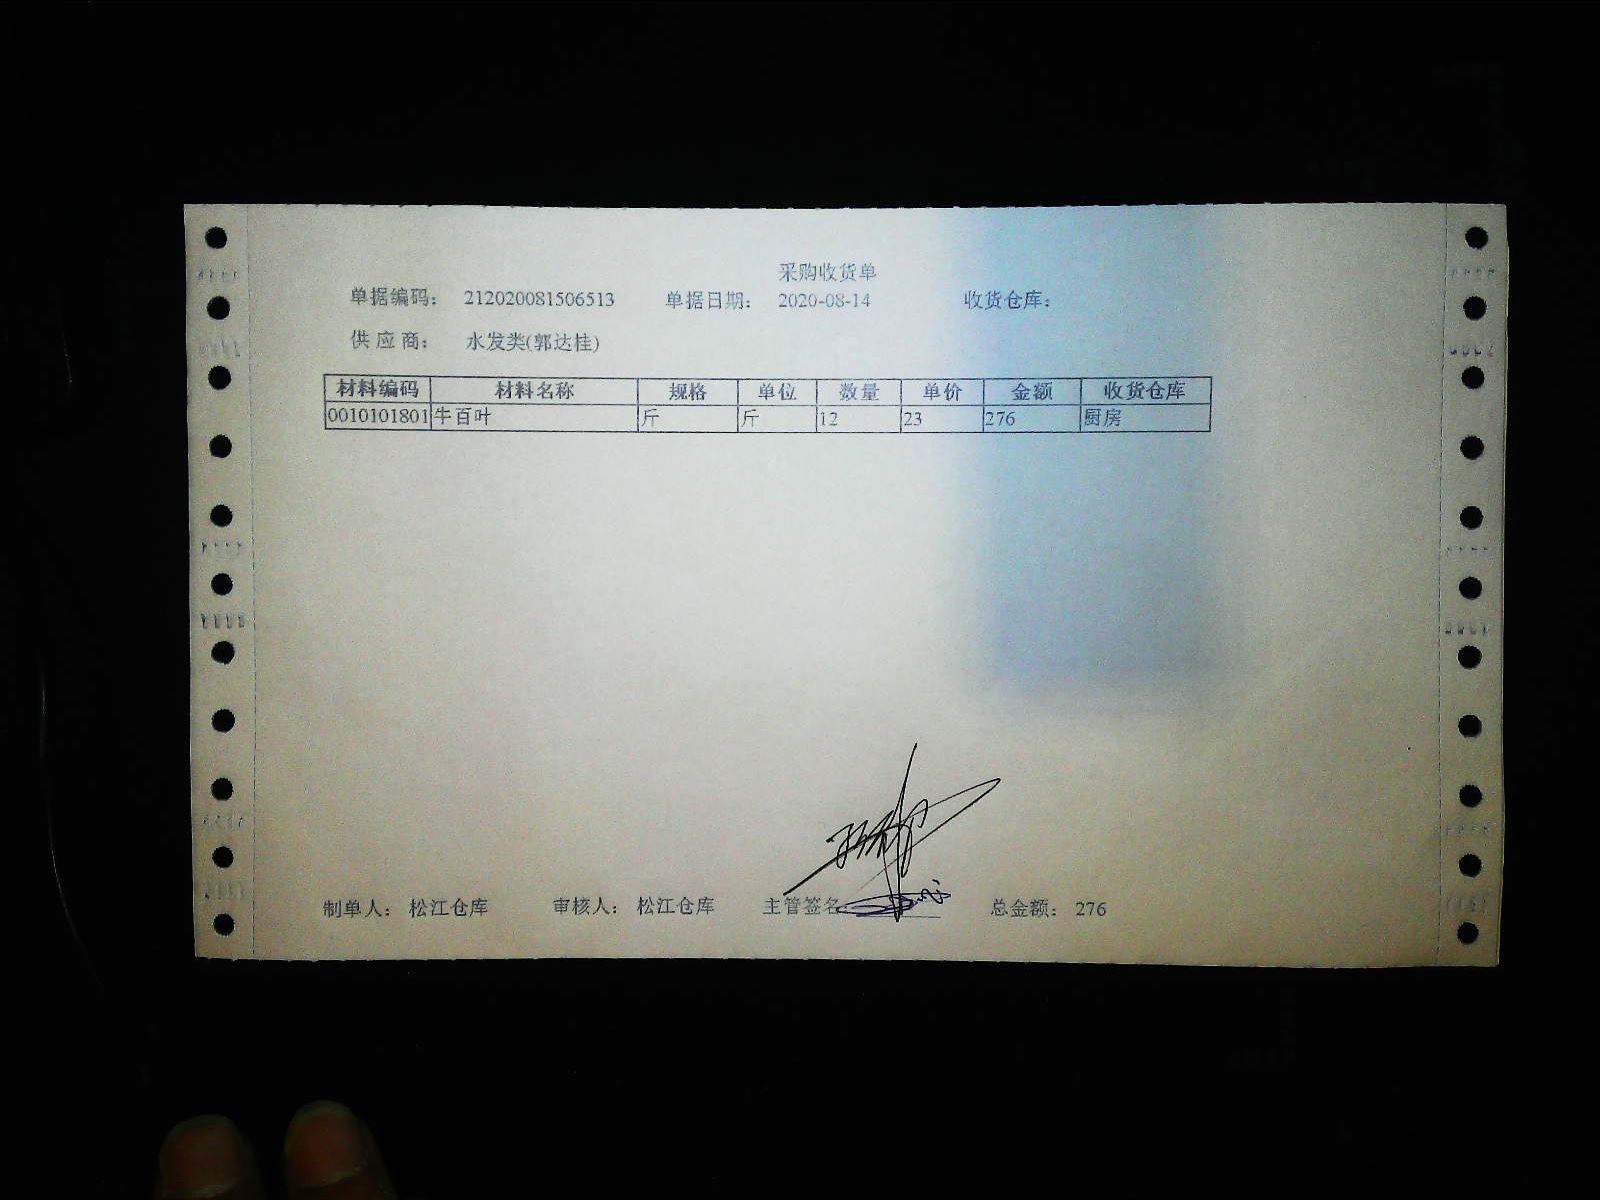 采购收货单
单据编码： 212020081506513 单据日期： 2020-08-14 收货仓库：
供应商： 水发类(郭达桂)
材料编码 材料名称 规格 单位 数量 单价 金额 收货仓库
0010101801 牛百叶 斤 斤 12 23 276 厨房
制单人： 松江仓库 审核人： 松江仓库 主管签名 总金额： 276